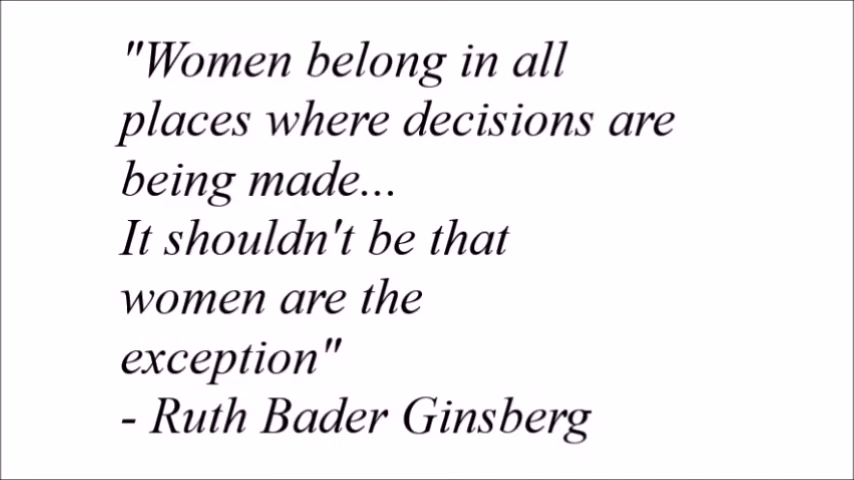 "Women belong in all
places where decisions are
being made...
It shouldn't be that
women are the
exception"
- Ruth Bader Ginsberg